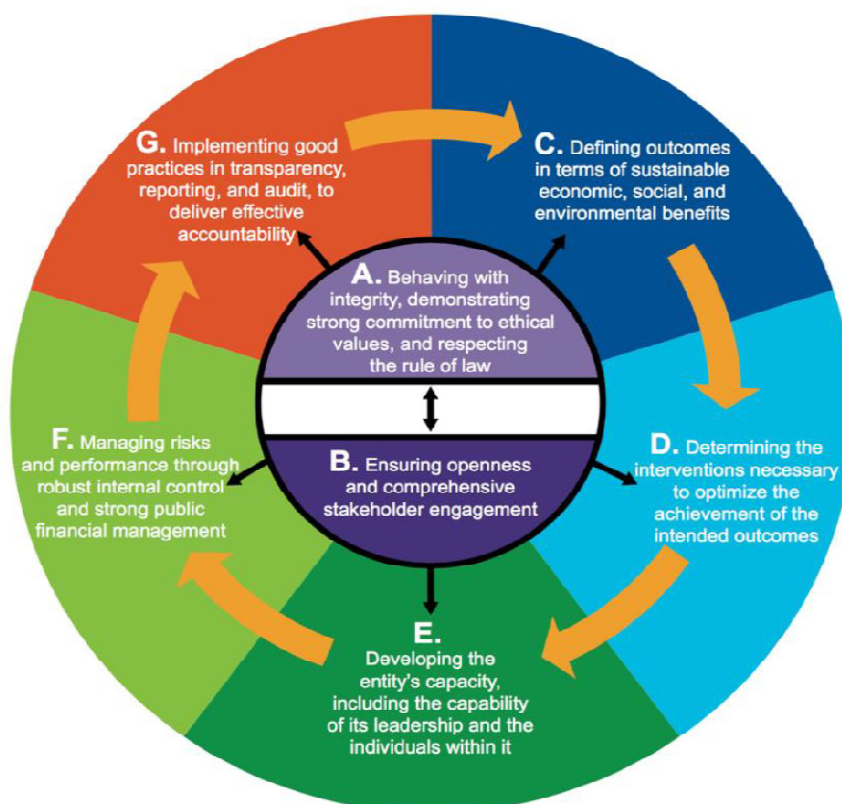 G. Implementing good
practices in transparency,
reporting, and audit, to
deliver effective
accountability
C. Defining outcomes
in terms of sustainable
economic, social, and
environmental benefits
A. Behaving with
integrity, demonstrating
strong commitment to ethical
values, and respecting
the rule of law
B. Ensuring openness
and comprehensive
stakeholder engagement
D. Determining the
interventions necessary
to optimize the
achievement of the
intended outcomes
E.
Developing the
entity's capacity,
including the capability
of its leadership and the
individuals within it
F. Managing risks
and performance through
robust internal control
and strong public
financial management